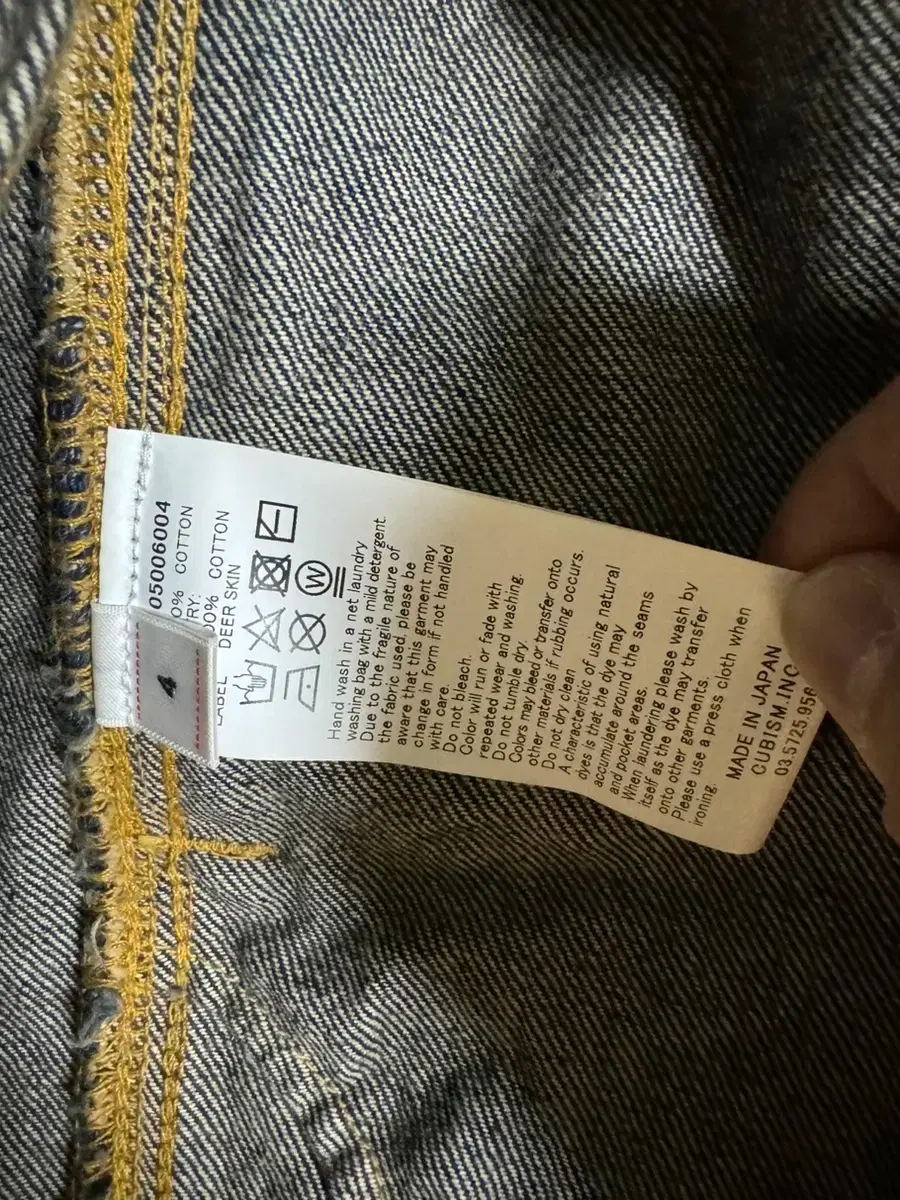 05006004
0% COTTON
RY:
00% COTTON
LABEL DEER SKIN
4
W
Hand wash in a net laundry
washing bag with a mild detergent.
Due to the fragile nature of
the fabric used, please be
aware that this garment may
change in form if not handled
with care.
Do not bleach.
Color will run or fade with
repeated wear and washing.
Do not tumble dry.
Colors may bleed or transfer onto
other materials if rubbing occurs.
Do not dry clean
A characteristic of using natural
dyes is that the dye may
accumulate around the seams
and pocket areas.
When laundering please wash by
itself as the dye may transfer
onto other garments.
Please use a press cloth when
ironing.
MADE IN JAPAN
CUBISM.INC
03.5725.956